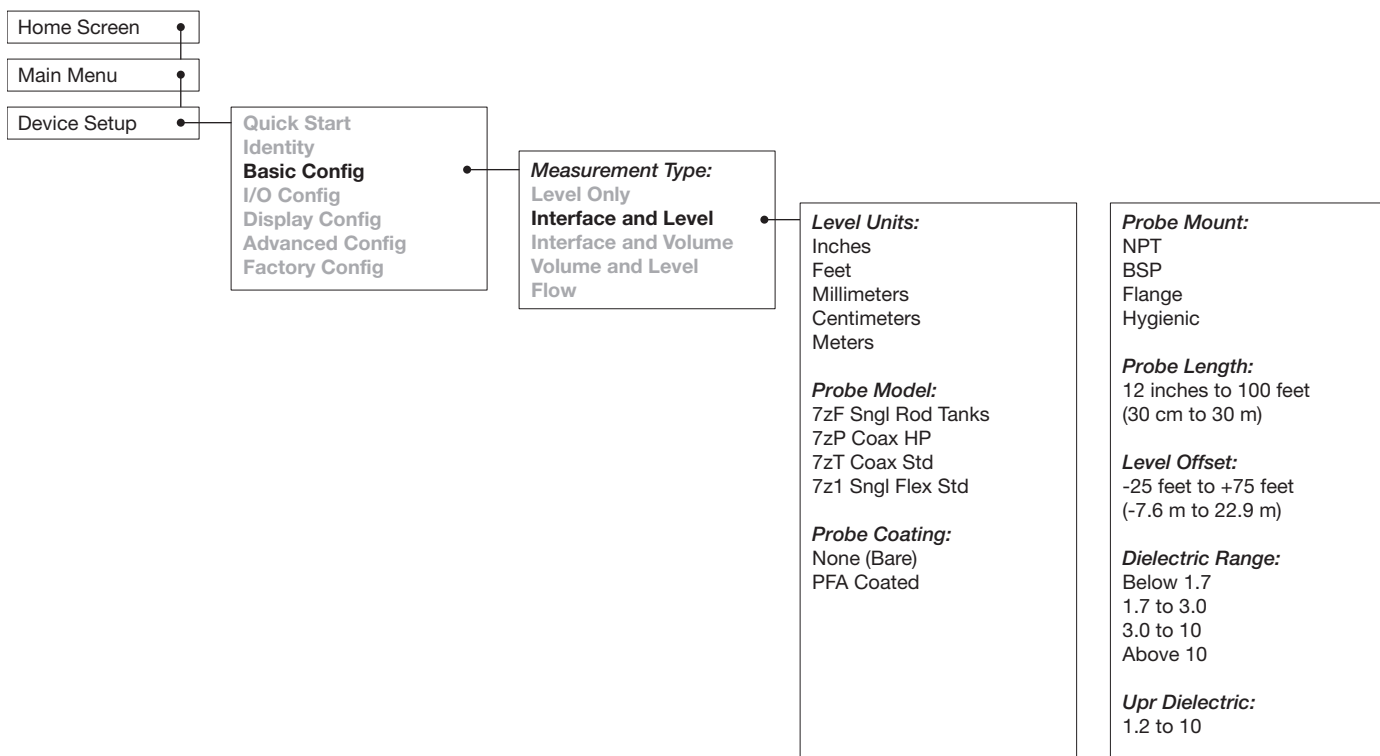 Home Screen
Main Menu
Device Setup
Quick Start
Identity
Basic Config
I/O Config
Display Config
Advanced Config
Factory Config
Measurement Type:
Level Only
Interface and Level
Interface and Volume
Volume and Level
Flow
Level Units:
Inches
Feet
Millimeters
Centimeters
Meters
Probe Model:
7zF Sngl Rod Tanks
7zP Coax HP
7zT Coax Std
7z1 Sngl Flex Std
Probe Coating:
None (Bare)
PFA Coated
Probe Mount:
NPT
BSP
Flange
Hygienic
Probe Length:
12 inches to 100 feet
(30 cm to 30 m)
Level Offset:
-25 feet to +75 feet
(-7.6 m to 22.9 m)
Dielectric Range:
Below 1.7
1.7 to 3.0
3.0 to 10
Above 10
Upr Dielectric:
1.2 to 10